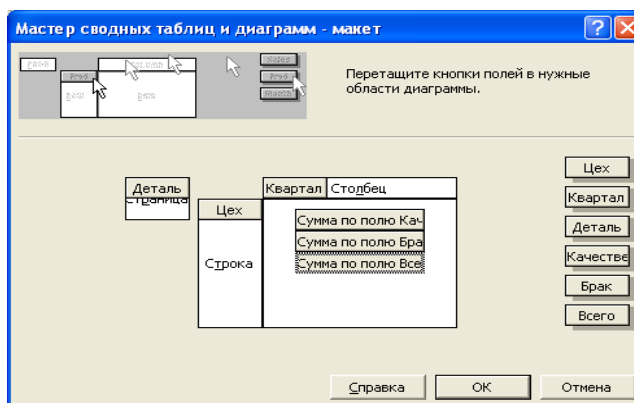 Мастер сводных таблиц и диаграмм - макет
Перетащите кнопки полей в нужные
области диаграммы.
Цех
Квартал
Деталь
Качестве
Брак
Всего
Деталь
Страница
Квартал Столбец
Цех
Строка
Сумма по полю Кач
Сумма по полю Бра
Сумма по полю Все
Справка
ОК
Отмена